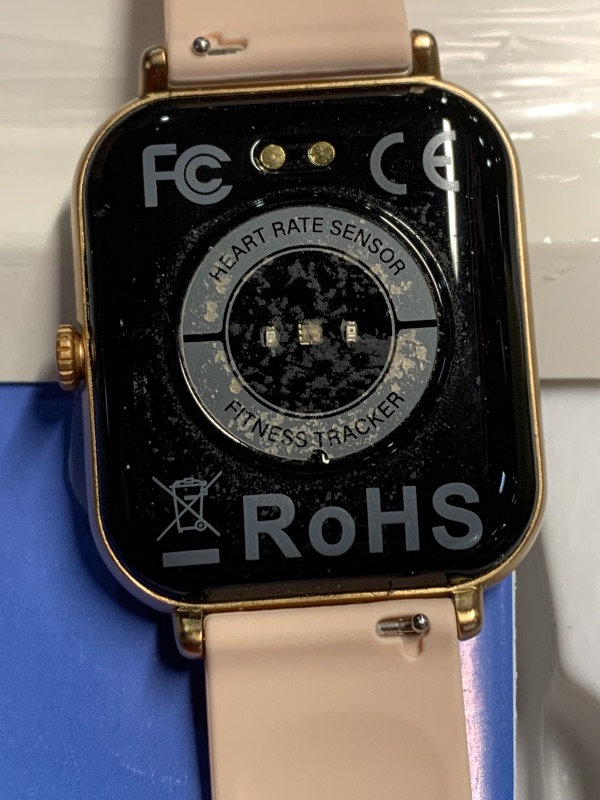 FC CE
HEART RATE SENSOR
FITNESS TRACKER
RoHS